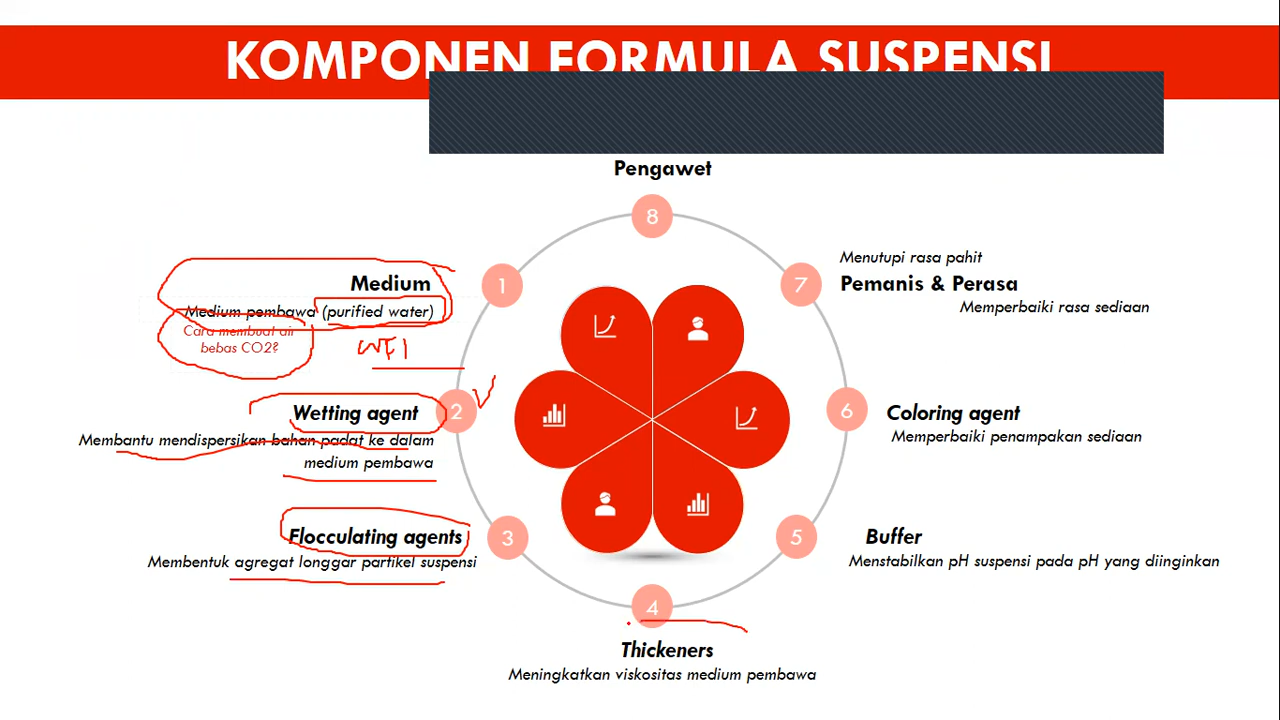 KOMPONEN FORMULA SUSPENSI
Pengawet
8
Medium
Medium pembawa (purified water)
Cara membuat air
bebas CO2?
WFI
1
Wetting agent
2
Membantu mendispersikan bahan padat ke dalam
medium pembawa
Flocculating agents
3
Membentuk agregat longgar partikel suspensi
4
Thickeners
Meningkatkan viskositas medium pembawa
5
Buffer
Menstabilkan pH suspensi pada pH yang diinginkan
6
Coloring agent
Memperbaiki penampakan sediaan
Menutupi rasa pahit
7
Pemanis & Perasa
Memperbaiki rasa sediaan